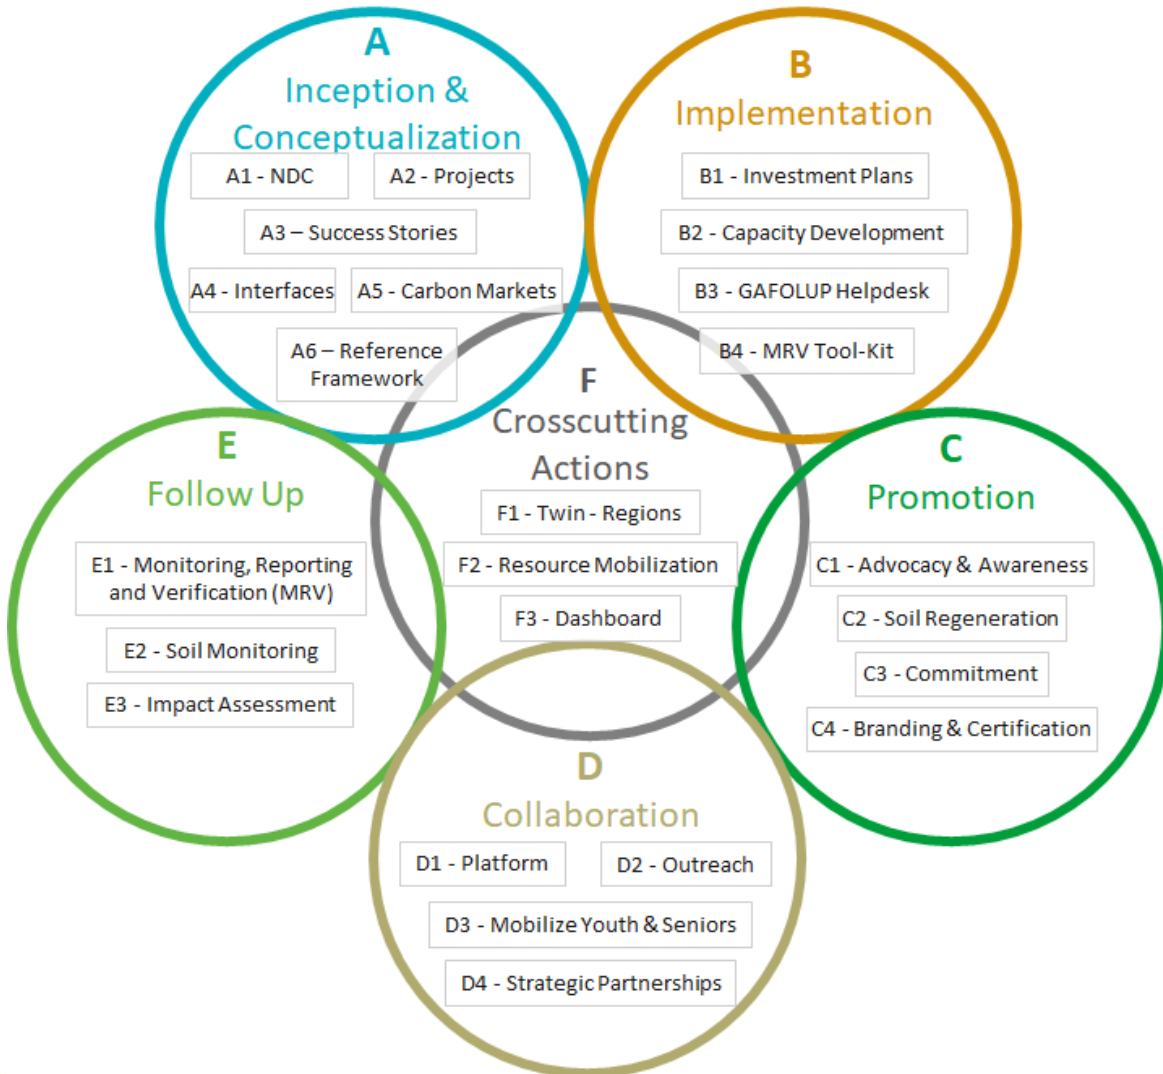 A
Inception &
Conceptualization
A1 - NDC
A2 - Projects
A3 – Success Stories
A4 - Interfaces
A5 - Carbon Markets
A6 – Reference
Framework
B
Implementation
B1 - Investment Plans
B2 - Capacity Development
B3 - GAFOLUP Helpdesk
B4 - MRV Tool-Kit
F
Crosscutting
Actions
F1 - Twin - Regions
F2 - Resource Mobilization
F3 - Dashboard
E
Follow Up
E1 - Monitoring, Reporting
and Verification (MRV)
E2 - Soil Monitoring
E3 - Impact Assessment
C
Promotion
C1 - Advocacy & Awareness
C2 - Soil Regeneration
C3 - Commitment
C4 - Branding & Certification
D
Collaboration
D1 - Platform
D2 - Outreach
D3 - Mobilize Youth & Seniors
D4 - Strategic Partnerships